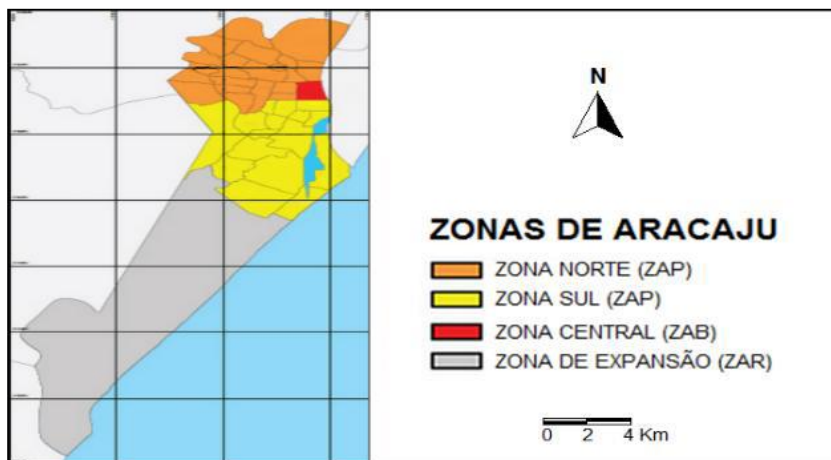 N
ZONAS DE ARACAJU
ZONA NORTE (ZAP)
ZONA SUL (ZAP)
ZONA CENTRAL (ZAB)
ZONA DE EXPANSÃO (ZAR)
0 2 4 Km